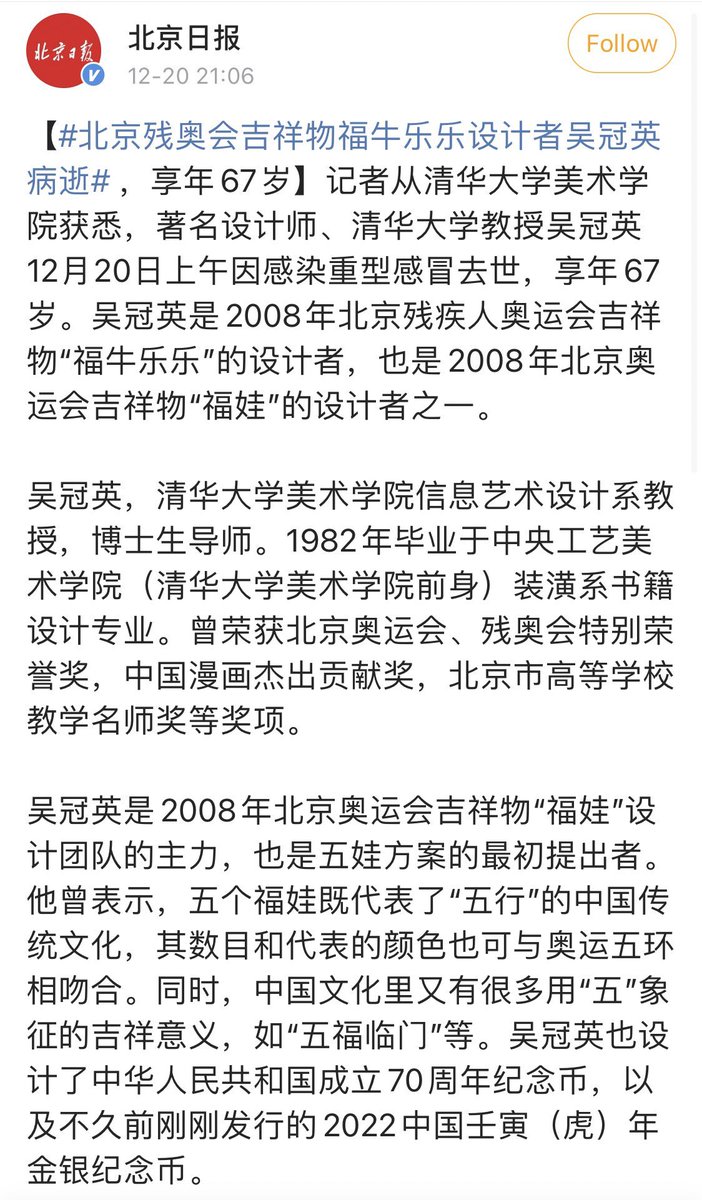 北京日报
北京日报
12-20 21:06
Follow
【#北京残奥会吉祥物福牛乐乐设计者吴冠英
病逝#，享年67岁】记者从清华大学美术学
院获悉，著名设计师、清华大学教授吴冠英
12月20日上午因感染重型感冒去世，享年67
岁。吴冠英是2008年北京残疾人奥运会吉祥
物“福牛乐乐”的设计者，也是2008年北京奥
运会吉祥物“福娃”的设计者之一。
吴冠英，清华大学美术学院信息艺术设计系教
授，博士生导师。1982年毕业于中央工艺美
术学院（清华大学美术学院前身）装潢系书籍
设计专业。曾荣获北京奥运会、残奥会特别荣
誉奖，中国漫画杰出贡献奖，北京市高等学校
教学名师奖等奖项。
吴冠英是2008年北京奥运会吉祥物“福娃”设
计团队的主力，也是五娃方案的最初提出者。
他曾表示，五个福娃既代表了“五行”的中国传
统文化，其数目和代表的颜色也可与奥运五环
相吻合。同时，中国文化里又有很多用“五”象
征的吉祥意义，如“五福临门”等。吴冠英也设
计了中华人民共和国成立70周年纪念币，以
及不久前刚刚发行的2022中国壬寅（虎）年
金银纪念币。